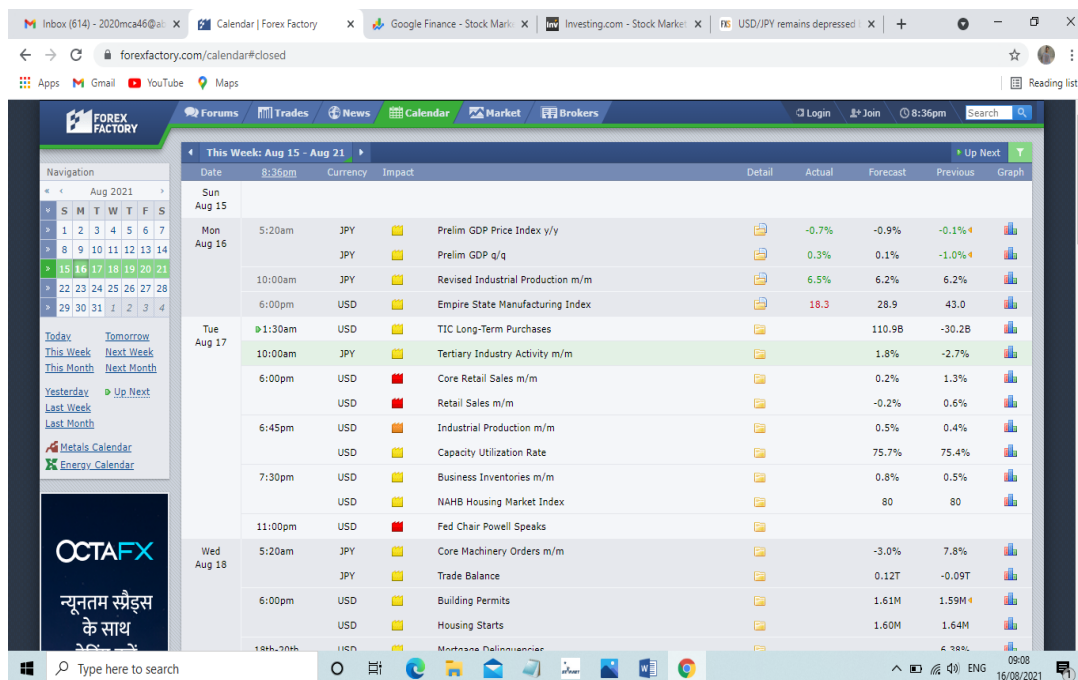 Inbox (614) - 2020mca46@ab
Calendar | Forex Factory
Google Finance - Stock Mark
Investing.com - Stock Market
USD/JPY remains depressed
forexfactory.com/calendar#closed
Apps Gmail YouTube Maps Reading list
FOREX FACTORY
Forums Trades News Calendar Market Brokers Login Join 8:36pm Search
This Week: Aug 15 - Aug 21 Up Next
Date 8:36pm Currency Impact Detail Actual Forecast Previous Graph
Sun Aug 15
Mon Aug 16 5:20am JPY Prelim GDP Price Index y/y -0.7% -0.9% -0.1%
JPY Prelim GDP q/q 0.3% 0.1% -1.0%
10:00am JPY Revised Industrial Production m/m 6.5% 6.2% 6.2%
6:00pm USD Empire State Manufacturing Index 18.3 28.9 43.0
Tue Aug 17 1:30am USD TIC Long-Term Purchases 110.9B -30.2B
10:00am JPY Tertiary Industry Activity m/m 1.8% -2.7%
6:00pm USD Core Retail Sales m/m 0.2% 1.3%
USD Retail Sales m/m -0.2% 0.6%
6:45pm USD Industrial Production m/m 0.5% 0.4%
USD Capacity Utilization Rate 75.7% 75.4%
7:30pm USD Business Inventories m/m 0.8% 0.5%
USD NAHB Housing Market Index 80 80
11:00pm USD Fed Chair Powell Speaks
Wed Aug 18 5:20am JPY Core Machinery Orders m/m -3.0% 7.8%
JPY Trade Balance 0.12T -0.09T
6:00pm USD Building Permits 1.61M 1.59M
USD Housing Starts 1.60M 1.64M
18th-20th USD Mortgage Delinquencies 6.38%
Navigation
Aug 2021
S M T W T F S
1 2 3 4 5 6 7
8 9 10 11 12 13 14
15 16 17 18 19 20 21
22 23 24 25 26 27 28
29 30 31 1 2 3 4
Today Tomorrow
This Week Next Week
This Month Next Month
Yesterday Up Next
Last Week
Last Month
Metals Calendar
Energy Calendar
OCTAFX
न्यूनतम स्प्रैड्स
के साथ
Type here to search
ENG
09:08
16/08/2021